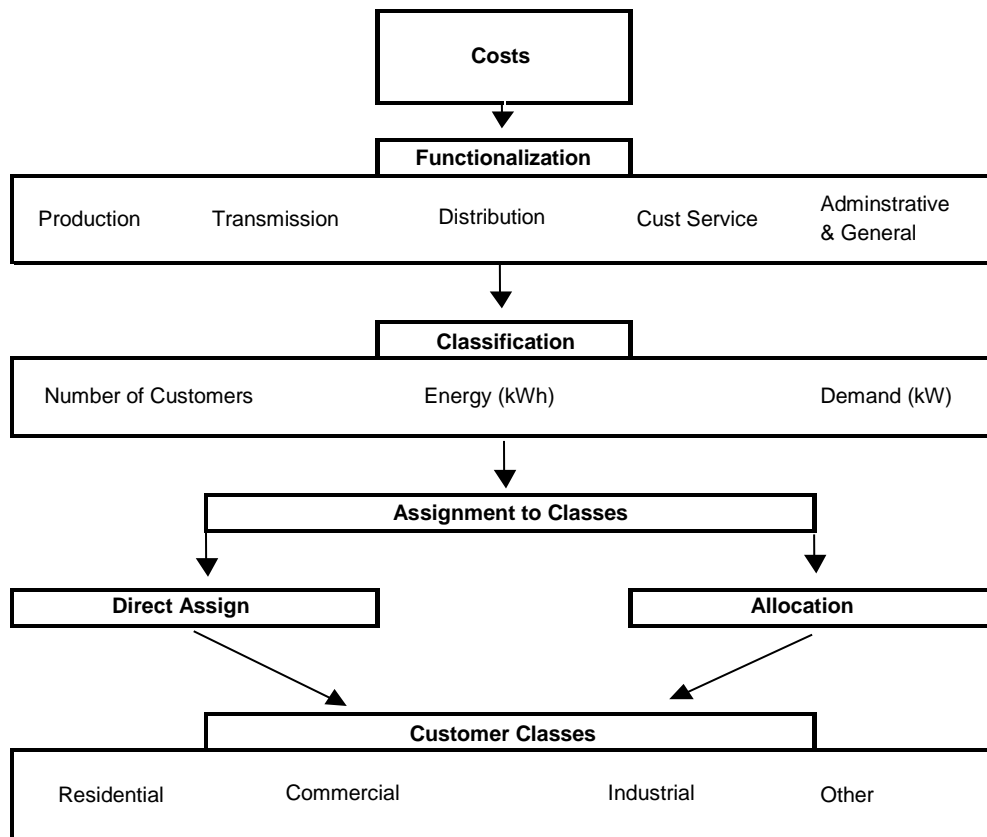 Costs
Functionalization
Production Transmission Distribution Cust Service Adminstrative
& General
Classification
Number of Customers Energy (kWh) Demand (kW)
Assignment to Classes
Direct Assign Allocation
Customer Classes
Residential Commercial Industrial Other